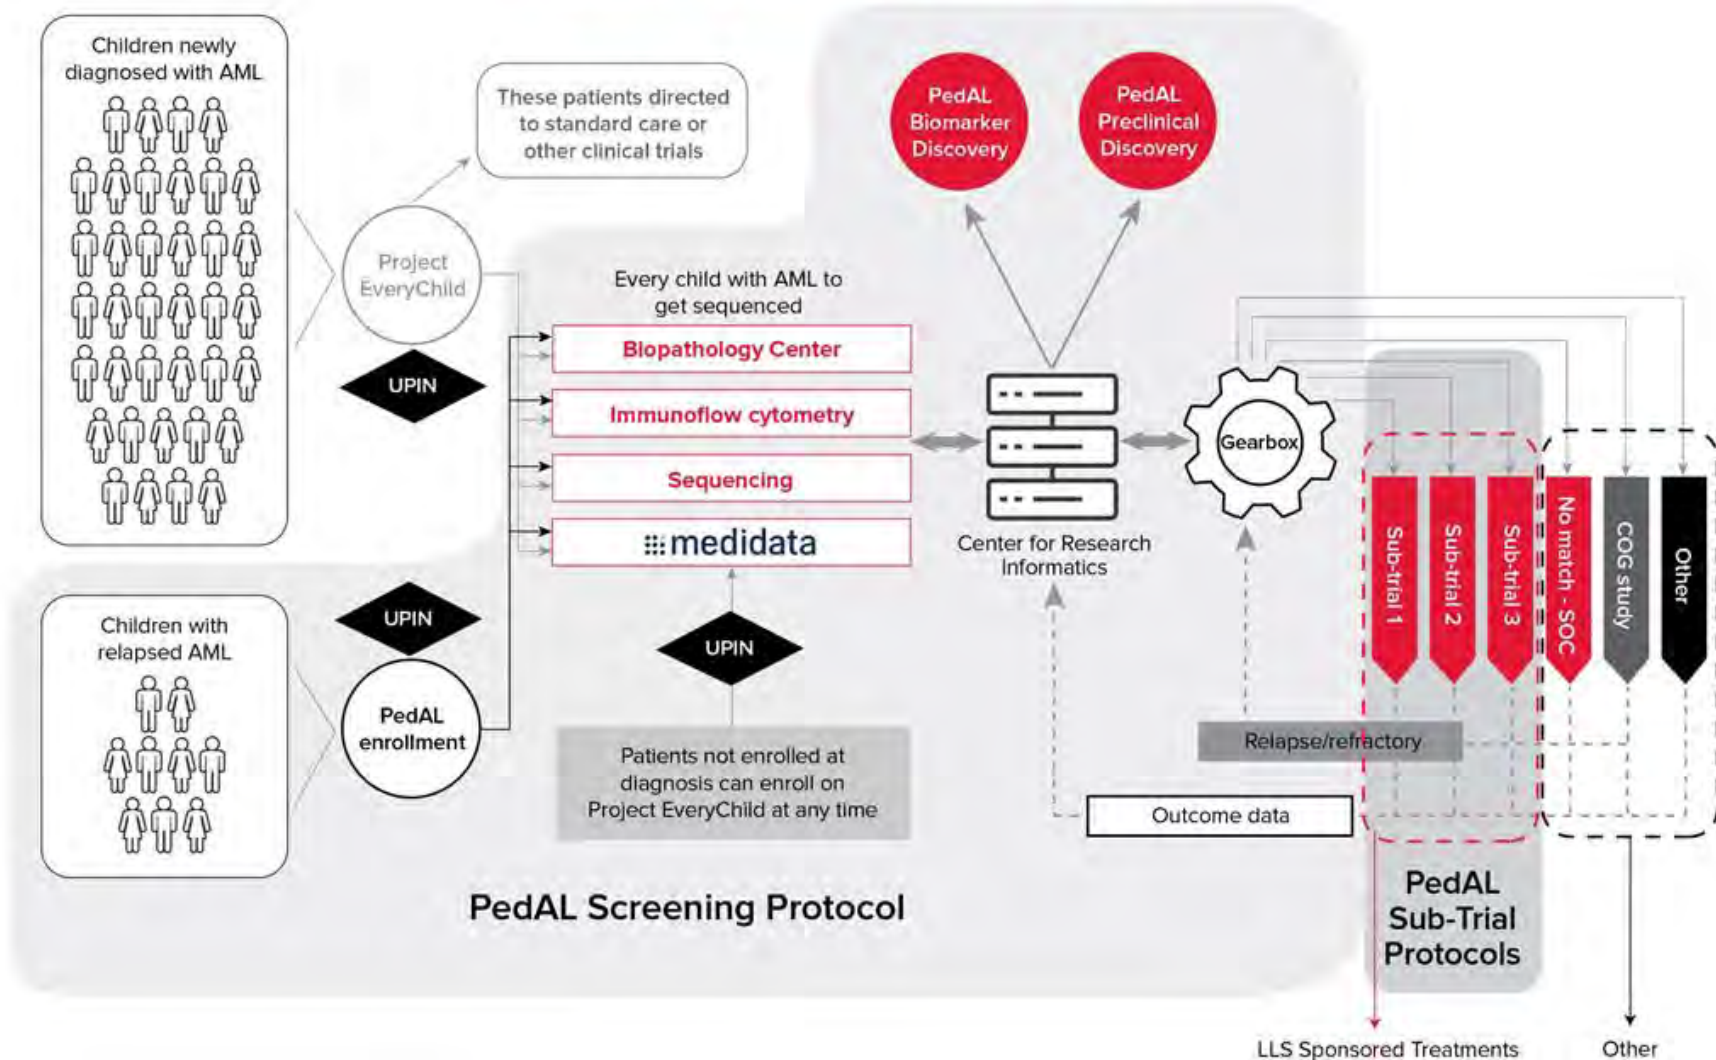 Children newly
diagnosed with AML
These patients directed
to standard care or
other clinical trials
Project
EveryChild
UPIN
PedAL
Biomarker
Discovery
PedAL
Preclinical
Discovery
Every child with AML to
get sequenced
Biopathology Center
Immunoflow cytometry
Sequencing
medidata
Center for Research
Informatics
Gearbox
Sub-trial 1
Sub-trial 2
Sub-trial 3
No match - SOC
COG study
Other
Children with
relapsed AML
UPIN
PedAL
enrollment
UPIN
Patients not enrolled at
diagnosis can enroll on
Project EveryChild at any time
Relapse/refractory
Outcome data
PedAL Screening Protocol
PedAL
Sub-Trial
Protocols
LLS Sponsored Treatments
Other